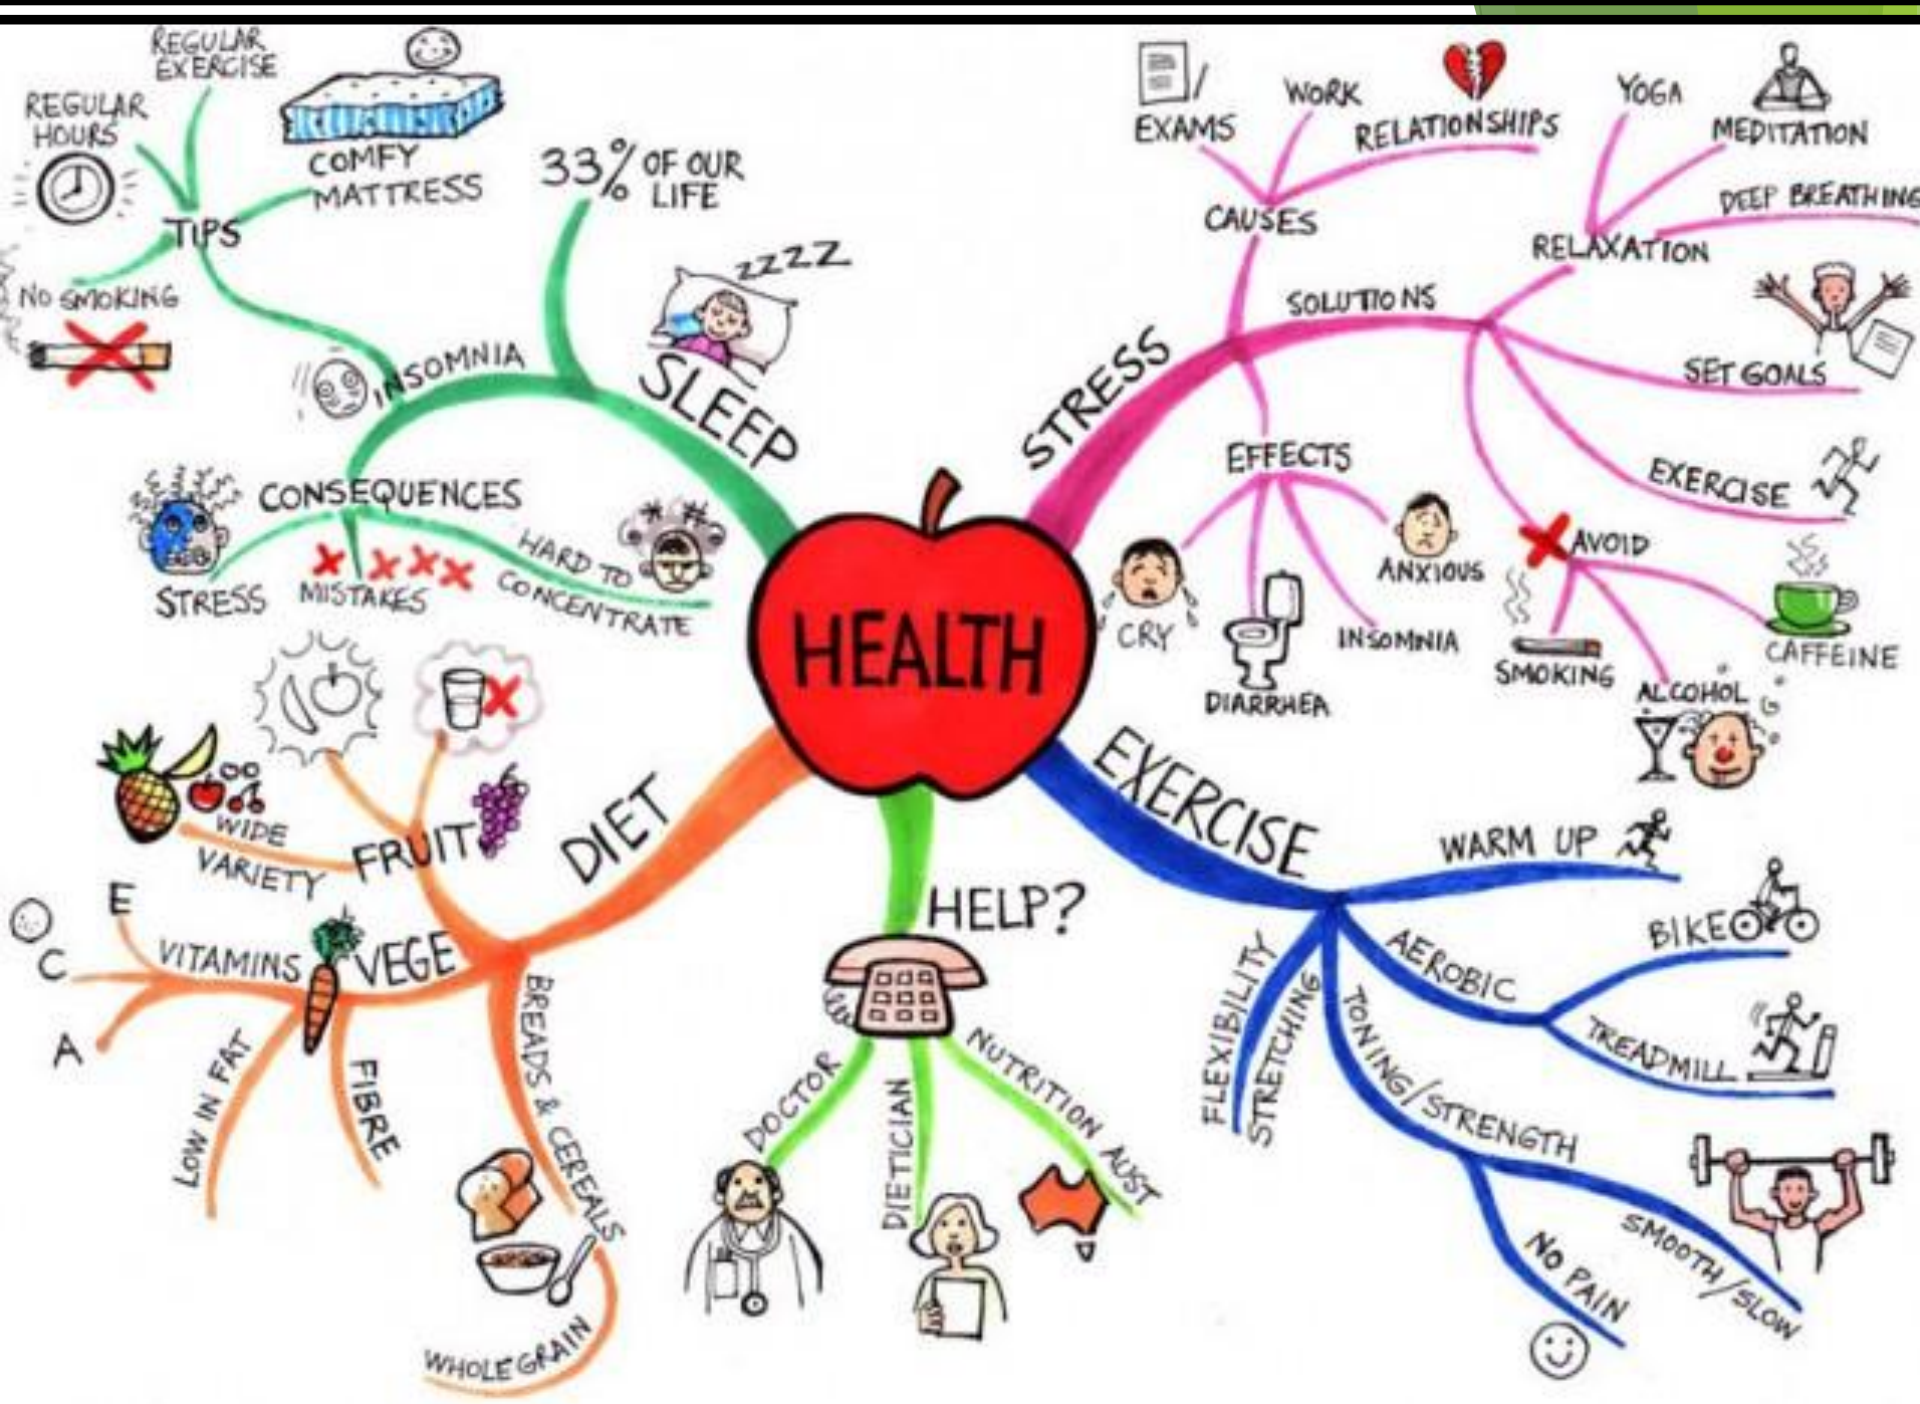 HEALTH
SLEEP
33% OF OUR
LIFE
ZZZZ
INSOMNIA
TIPS
REGULAR
HOURS
REGULAR
EXERCISE
COMFY
MATTRESS
NO SMOKING
CONSEQUENCES
STRESS
MISTAKES
HARD TO
CONCENTRATE
STRESS
CAUSES
EXAMS
WORK
RELATIONSHIPS
SOLUTIONS
RELAXATION
YOGA
MEDITATION
DEEP BREATHING
SET GOALS
EXERCISE
AVOID
SMOKING
ALCOHOL
CAFFEINE
EFFECTS
CRY
DIARRHEA
INSOMNIA
ANXIOUS
EXERCISE
WARM UP
AEROBIC
BIKE
TREADMILL
TONING/STRENGTH
SMOOTH/SLOW
NO PAIN
FLEXIBILITY
STRETCHING
HELP?
DOCTOR
DIETICIAN
NUTRITION AUST
DIET
FRUIT
WIDE
VARIETY
VEGE
VITAMINS
E
C
A
LOW IN FAT
FIBRE
BREADS & CEREALS
WHOLEGRAIN